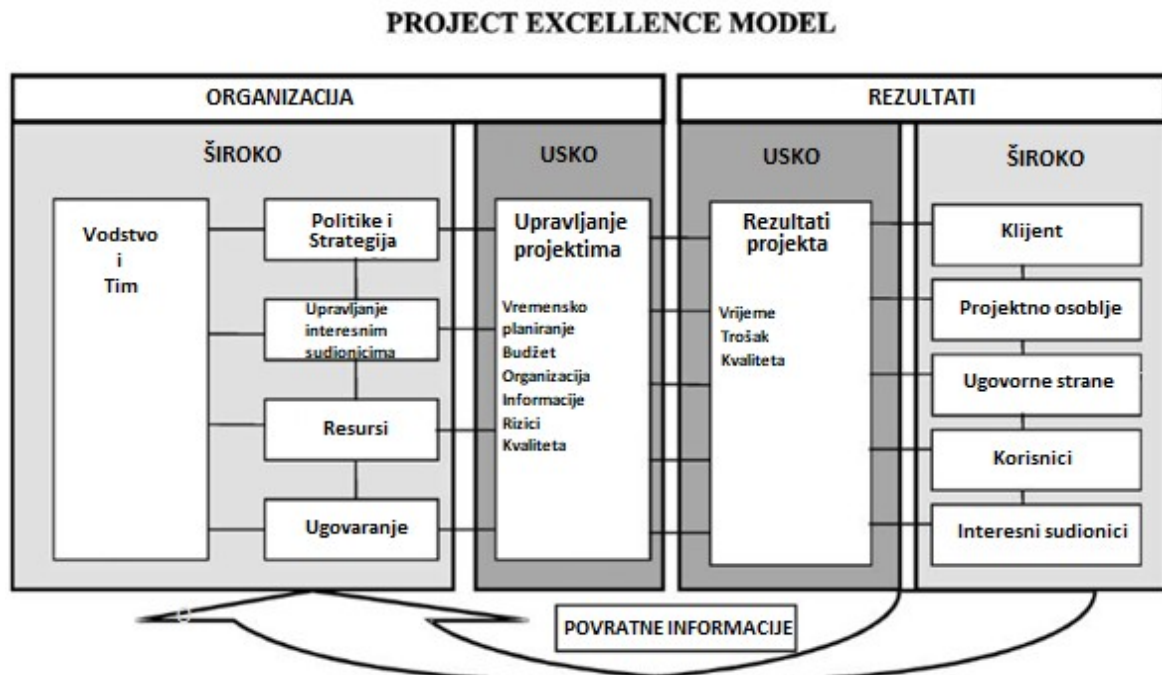 PROJECT EXCELLENCE MODEL
ORGANIZACIJA
REZULTATI
ŠIROKO
USKO
USKO
ŠIROKO
Vodstvo
i
Tim
Politike i
Strategija
Upravljanje
interesnim
sudionicima
Resursi
Ugovaranje
Upravljanje
projektima
Vremensko
planiranje
Budžet
Organizacija
Informacije
Rizici
Kvaliteta
Rezultati
projekta
Vrijeme
Trošak
Kvaliteta
Klijent
Projektno osoblje
Ugovorne strane
Korisnici
Interesni sudionici
POVRATNE INFORMACIJE